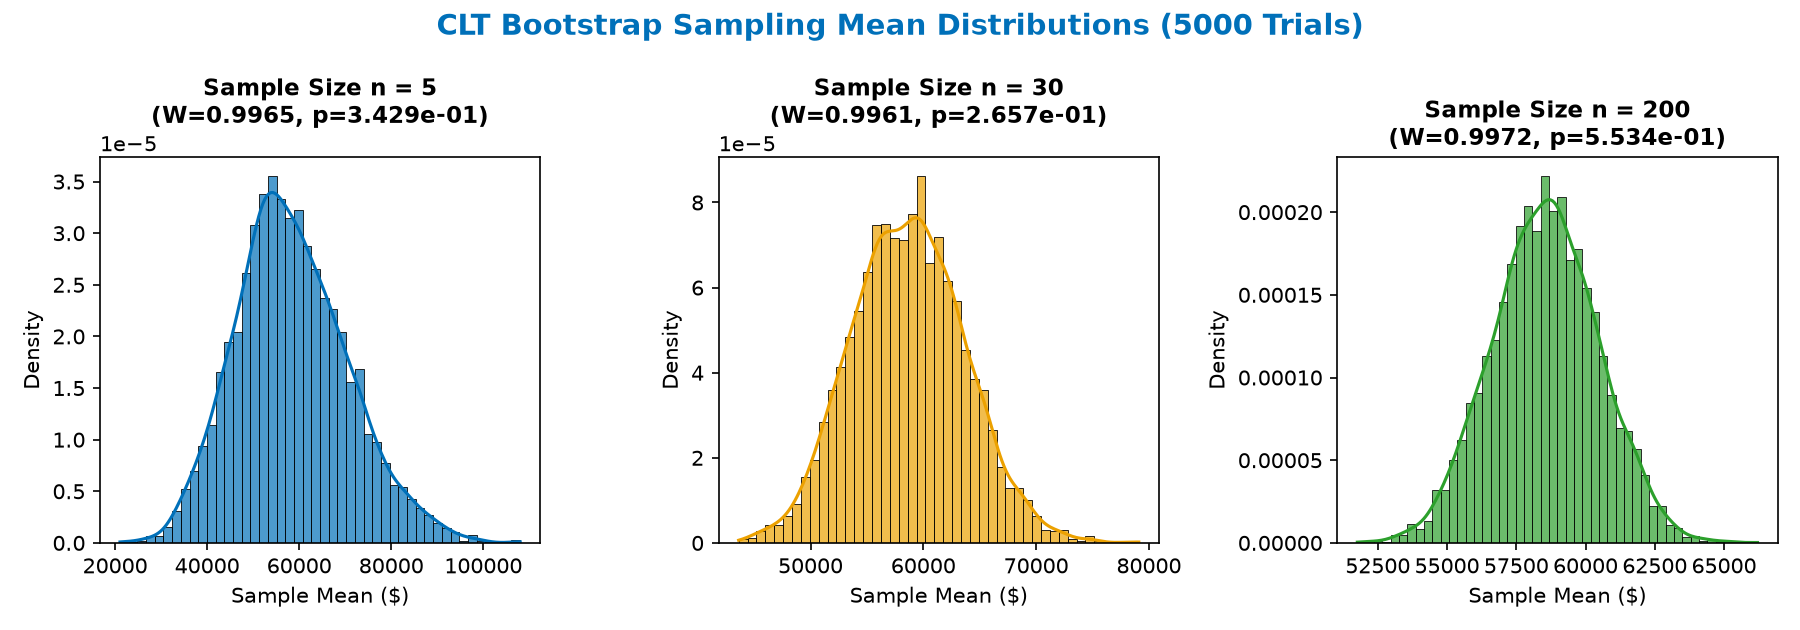 CLT Bootstrap Sampling Mean Distributions (5000 Trials)
Sample Size n = 5
(W=0.9965, p=3.429e-01)
1e−5
3.5
3.0
2.5
2.0
1.5
1.0
0.5
0.0
Density
20000 40000 60000 80000 100000
Sample Mean ($)
Sample Size n = 30
(W=0.9961, p=2.657e-01)
1e−5
8
6
4
2
0
Density
50000 60000 70000 80000
Sample Mean ($)
Sample Size n = 200
(W=0.9972, p=5.534e-01)
0.00020
0.00015
0.00010
0.00005
0.00000
Density
52500 55000 57500 60000 62500 65000
Sample Mean ($)